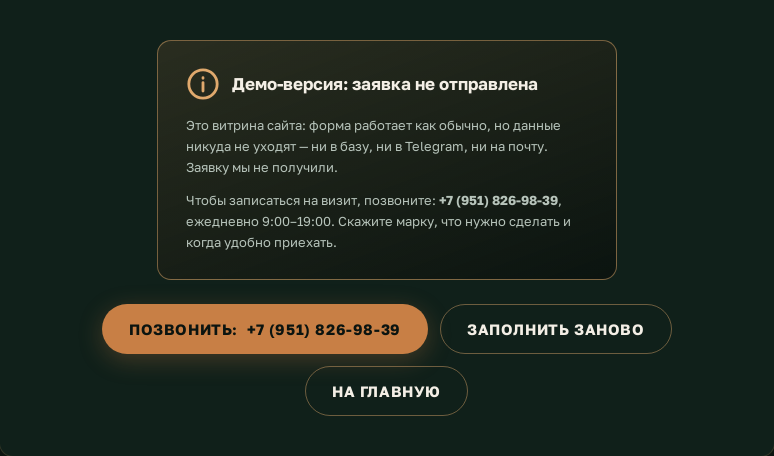 Демо-версия: заявка не отправлена
Это витрина сайта: форма работает как обычно, но данные
никуда не уходят — ни в базу, ни в Telegram, ни на почту.
Заявку мы не получили.
Чтобы записаться на визит, позвоните: +7 (951) 826-98-39,
ежедневно 9:00–19:00. Скажите марку, что нужно сделать и
когда удобно приехать.
ПОЗВОНИТЬ: +7 (951) 826-98-39
ЗАПОЛНИТЬ ЗАНОВО
НА ГЛАВНУЮ